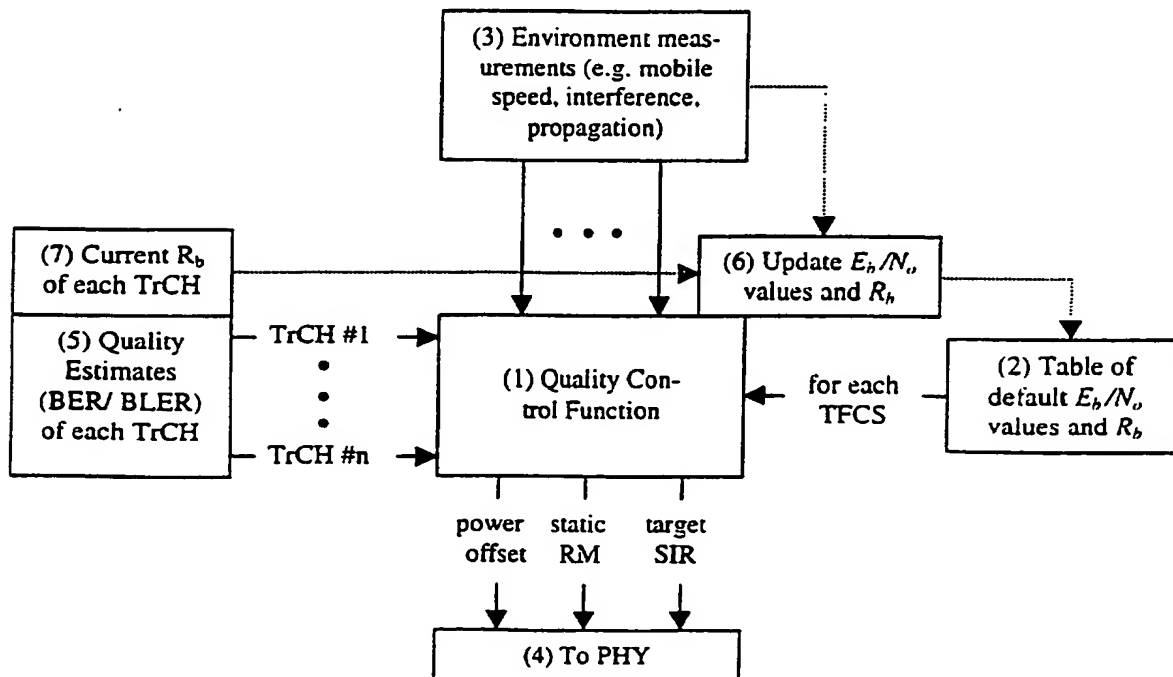 (3) Environment meas-
urements (e.g. mobile
speed, interference,
propagation)
(7) Current R_b
of each TrCH
(6) Update E_b/N_o
values and R_b
(5) Quality
Estimates
(BER/ BLER)
of each TrCH
TrCH #1
TrCH #n
(1) Quality Con-
trol Function
for each
TFCS
(2) Table of
default E_b/N_o
values and R_b
power
offset
static
RM
target
SIR
(4) To PHY